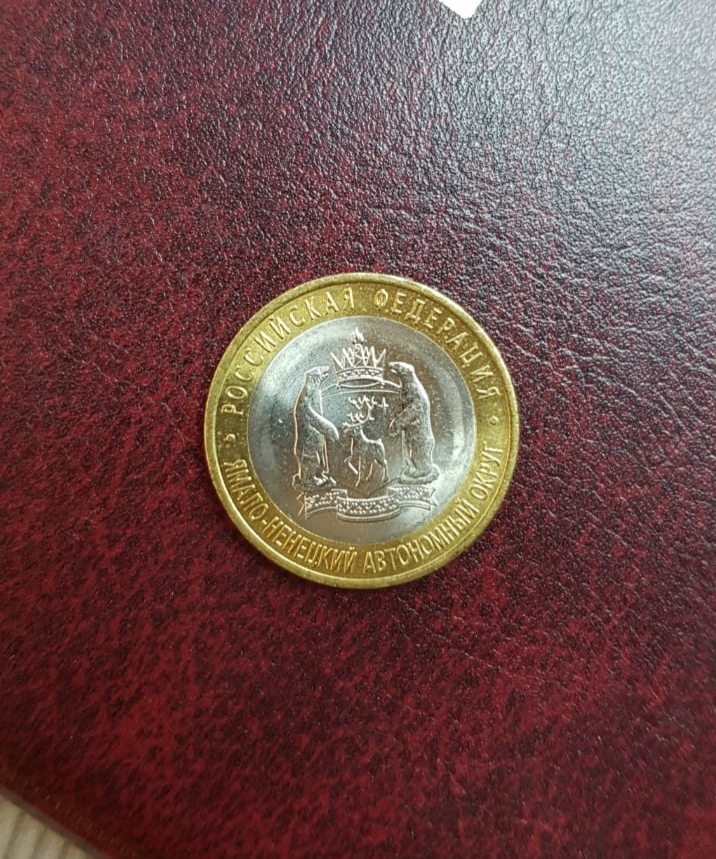 РОССИЙСКАЯ ФЕДЕРАЦИЯ
ЯМАЛО-НЕНЕЦКИЙ АВТОНОМНЫЙ ОКРУГ